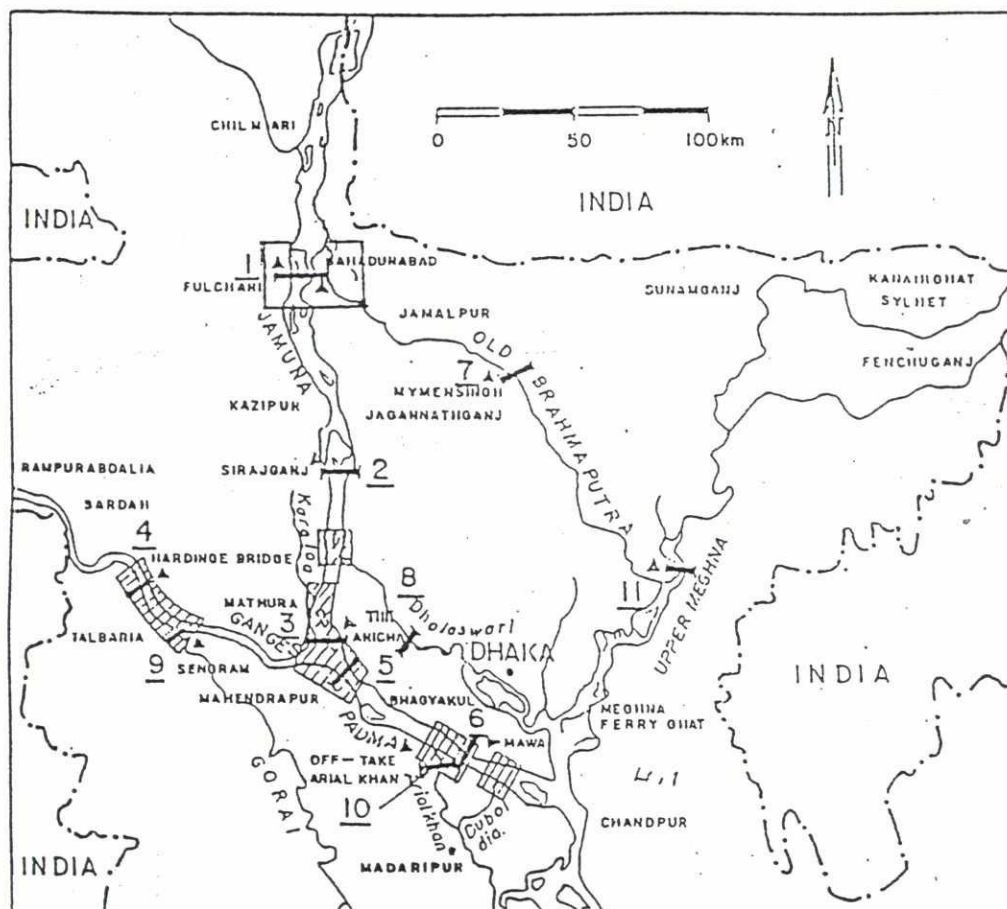 CHILMARI
0 50 100km
INDIA
INDIA
1
BAHADURABAD
FULCHARI
SUNAMGANJ
KANAIRGHAT
SYLHET
JAMALPUR
JAMUNA
OLD
BRAHMAPUTRA
FENCHUGANJ
7
MYMENSINGH
JAGANNATHGANJ
KAZIPUR
SIRAJGANJ
2
RAMPURABOALIA
SARDAH
4
HARDINGE BRIDGE
8
Dholaswari
11
UPPER MEGHNA
MATHURA
3
TALBARIA
GANGES
ARICHA
DHAKA
9
SENGRAM
5
INDIA
MAHENDRAPUR
BHAGYAKUL
MEGHNA
FERRY GHAT
PADMA
6
MAWA
OFF-TAKE
ARIAL KHAN
10
GORAI
CHANDPUR
INDIA
MADARIPUR